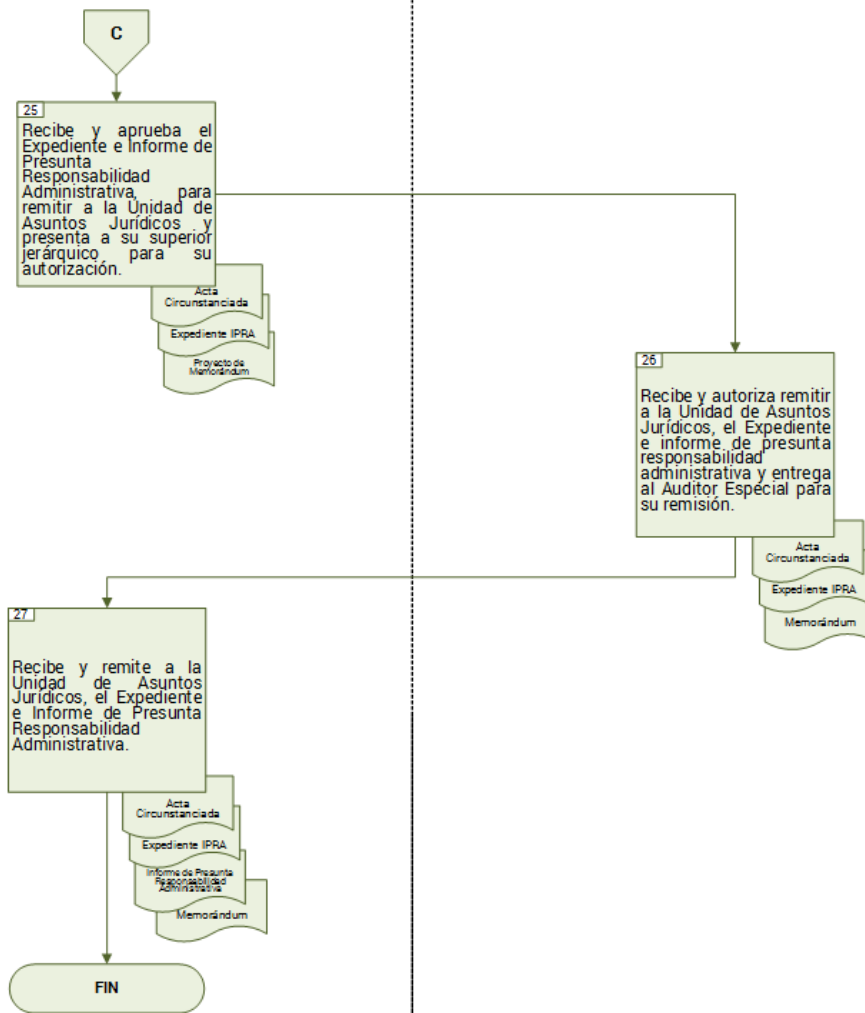 C
25
Recibe y aprueba el
Expediente e Informe de
Presunta
Responsabilidad
Administrativa, para
remitir a la Unidad de
Asuntos Jurídicos y
presenta a su superior
jerárquico para su
autorización.
Acta
Circunstanciada
Expediente IPRA
Proyecto de
Memorándum
26
Recibe y autoriza remitir
a la Unidad de Asuntos
Jurídicos, el Expediente
e informe de presunta
responsabilidad
administrativa y entrega
al Auditor Especial para
su remisión.
Acta
Circunstanciada
Expediente IPRA
Memorándum
27
Recibe y remite a la
Unidad de Asuntos
Jurídicos, el Expediente
e Informe de Presunta
Responsabilidad
Administrativa.
Acta
Circunstanciada
Expediente IPRA
Informe de Presunta
Responsabilidad
Administrativa
Memorándum
FIN